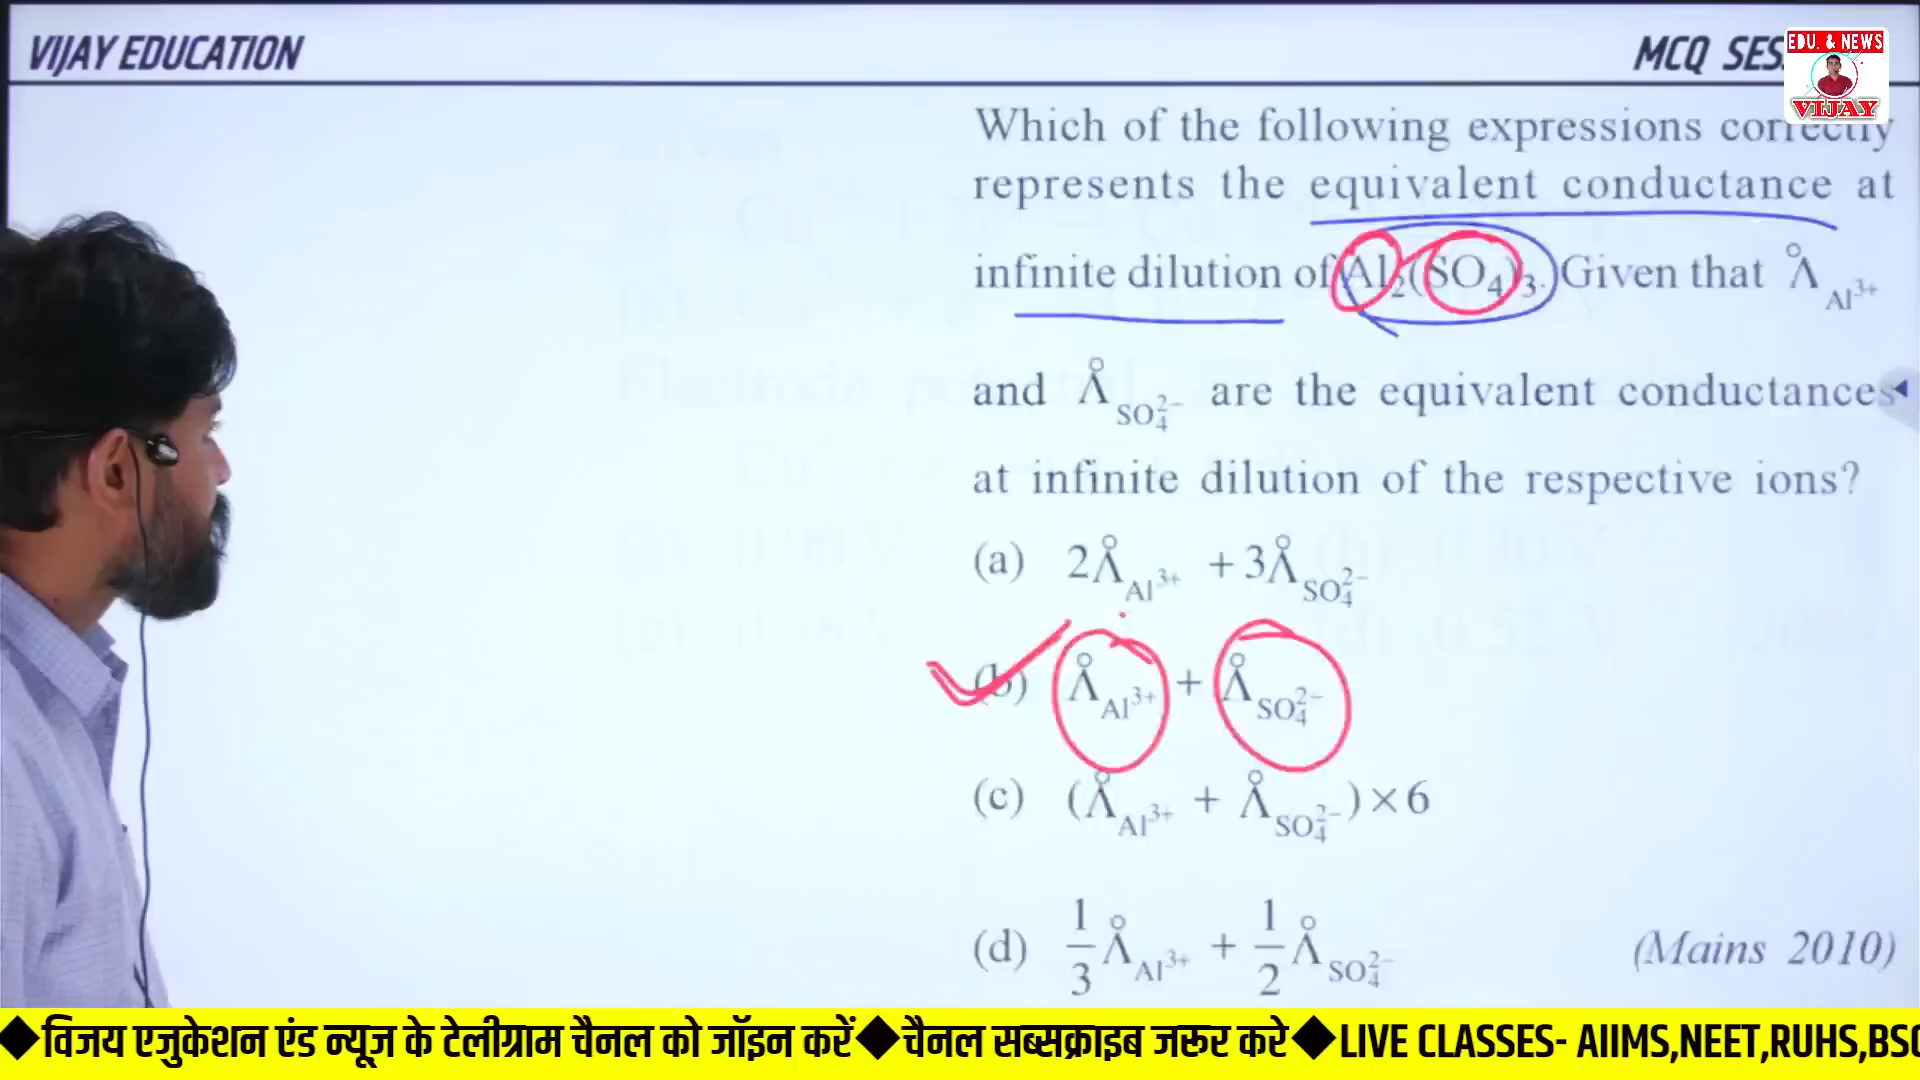 VIJAY EDUCATION
MCQ SES
EDU. & NEWS
VIJAY
Which of the following expressions correctly
represents the equivalent conductance at
infinite dilution of Al₂(SO₄)₃. Given that Λ̊ Al³⁺
and Λ̊ SO₄²⁻ are the equivalent conductances
at infinite dilution of the respective ions?
(a) 2Λ̊ Al³⁺ + 3Λ̊ SO₄²⁻
(b) Λ̊ Al³⁺ + Λ̊ SO₄²⁻
(c) (Λ̊ Al³⁺ + Λ̊ SO₄²⁻) × 6
(d) 1/3 Λ̊ Al³⁺ + 1/2 Λ̊ SO₄²⁻ (Mains 2010)
◆विजय एजुकेशन एंड न्यूज के टेलीग्राम चैनल को जॉइन करें◆चैनल सब्सक्राइब जरूर करे◆LIVE CLASSES- AIIMS,NEET,RUHS,BSC